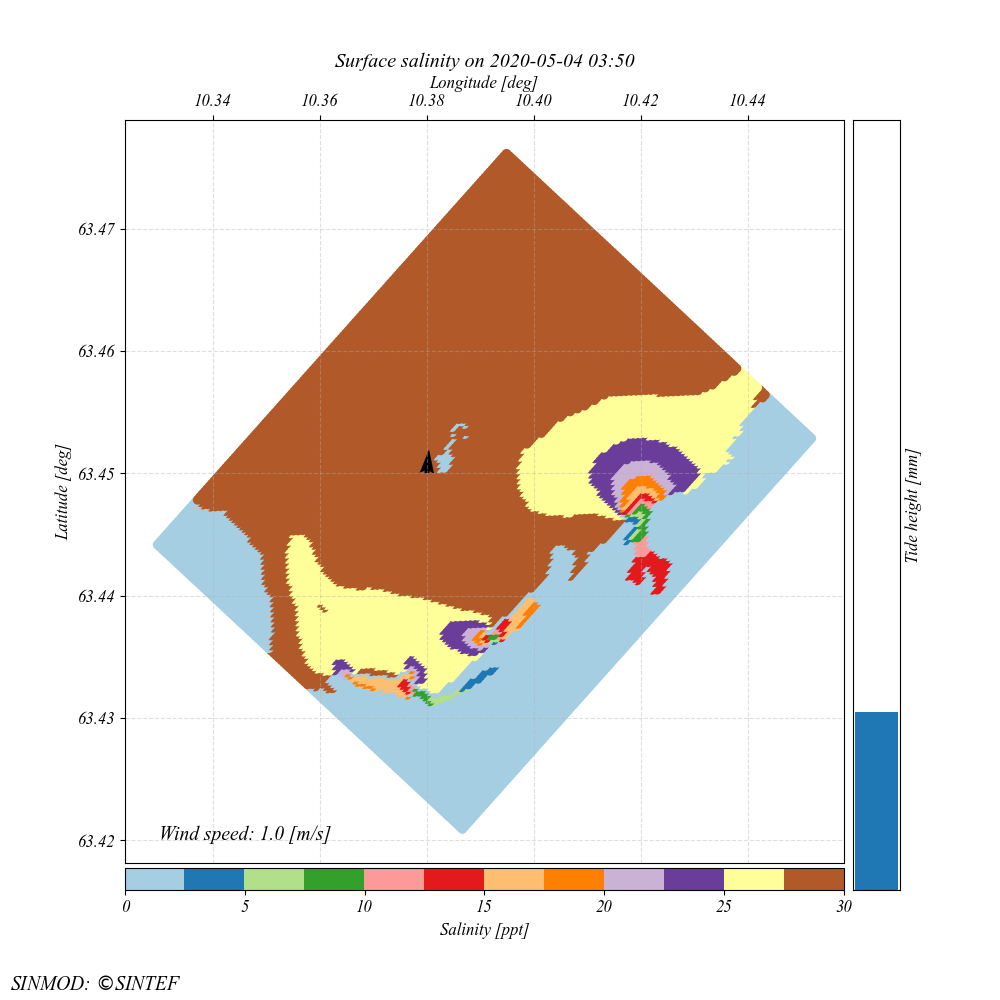 Surface salinity on 2020-05-04 03:50
Longitude [deg]
10.34 10.36 10.38 10.40 10.42 10.44
63.47
63.46
63.45
63.44
63.43
63.42
Latitude [deg]
Tide height [mm]
Wind speed: 1.0 [m/s]
0 5 10 15 20 25 30
Salinity [ppt]
SINMOD: ©SINTEF